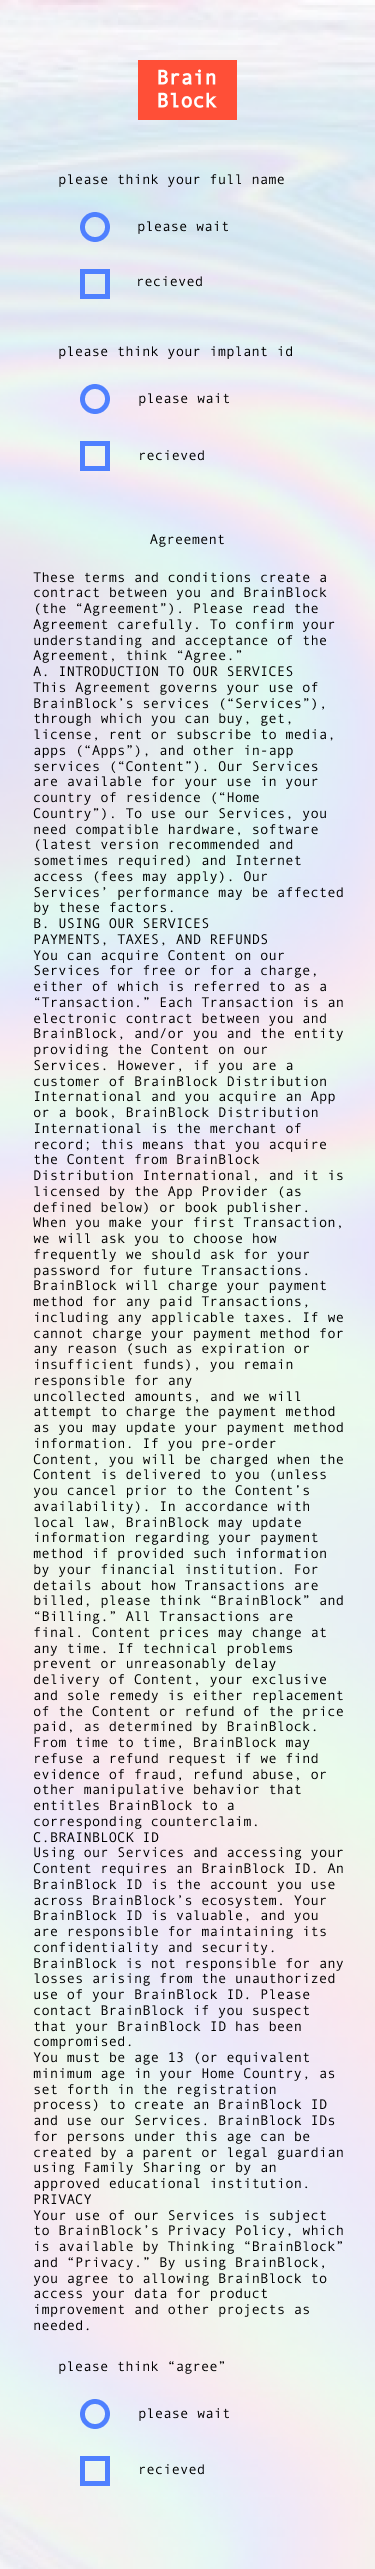 Brain
Block
please think your full name
please wait
recieved
please think your implant id
please wait
recieved
Agreement
These terms and conditions create a
contract between you and BrainBlock
(the “Agreement”). Please read the
Agreement carefully. To confirm your
understanding and acceptance of the
Agreement, think “Agree.”
A. INTRODUCTION TO OUR SERVICES
This Agreement governs your use of
BrainBlock’s services (“Services”),
through which you can buy, get,
license, rent or subscribe to media,
apps (“Apps”), and other in-app
services (“Content”). Our Services
are available for your use in your
country of residence (“Home
Country”). To use our Services, you
need compatible hardware, software
(latest version recommended and
sometimes required) and Internet
access (fees may apply). Our
Services’ performance may be affected
by these factors.
B. USING OUR SERVICES
PAYMENTS, TAXES, AND REFUNDS
You can acquire Content on our
Services for free or for a charge,
either of which is referred to as a
“Transaction.” Each Transaction is an
electronic contract between you and
BrainBlock, and/or you and the entity
providing the Content on our
Services. However, if you are a
customer of BrainBlock Distribution
International and you acquire an App
or a book, BrainBlock Distribution
International is the merchant of
record; this means that you acquire
the Content from BrainBlock
Distribution International, and it is
licensed by the App Provider (as
defined below) or book publisher.
When you make your first Transaction,
we will ask you to choose how
frequently we should ask for your
password for future Transactions.
BrainBlock will charge your payment
method for any paid Transactions,
including any applicable taxes. If we
cannot charge your payment method for
any reason (such as expiration or
insufficient funds), you remain
responsible for any
uncollected amounts, and we will
attempt to charge the payment method
as you may update your payment method
information. If you pre-order
Content, you will be charged when the
Content is delivered to you (unless
you cancel prior to the Content’s
availability). In accordance with
local law, BrainBlock may update
information regarding your payment
method if provided such information
by your financial institution. For
details about how Transactions are
billed, please think “BrainBlock” and
“Billing.” All Transactions are
final. Content prices may change at
any time. If technical problems
prevent or unreasonably delay
delivery of Content, your exclusive
and sole remedy is either replacement
of the Content or refund of the price
paid, as determined by BrainBlock.
From time to time, BrainBlock may
refuse a refund request if we find
evidence of fraud, refund abuse, or
other manipulative behavior that
entitles BrainBlock to a
corresponding counterclaim.
C.BRAINBLOCK ID
Using our Services and accessing your
Content requires an BrainBlock ID. An
BrainBlock ID is the account you use
across BrainBlock’s ecosystem. Your
BrainBlock ID is valuable, and you
are responsible for maintaining its
confidentiality and security.
BrainBlock is not responsible for any
losses arising from the unauthorized
use of your BrainBlock ID. Please
contact BrainBlock if you suspect
that your BrainBlock ID has been
compromised.
You must be age 13 (or equivalent
minimum age in your Home Country, as
set forth in the registration
process) to create an BrainBlock ID
and use our Services. BrainBlock IDs
for persons under this age can be
created by a parent or legal guardian
using Family Sharing or by an
approved educational institution.
PRIVACY
Your use of our Services is subject
to BrainBlock’s Privacy Policy, which
is available by Thinking “BrainBlock”
and “Privacy.” By using BrainBlock,
you agree to allowing BrainBlock to
access your data for product
improvement and other projects as
needed.
please think “agree”
please wait
recieved